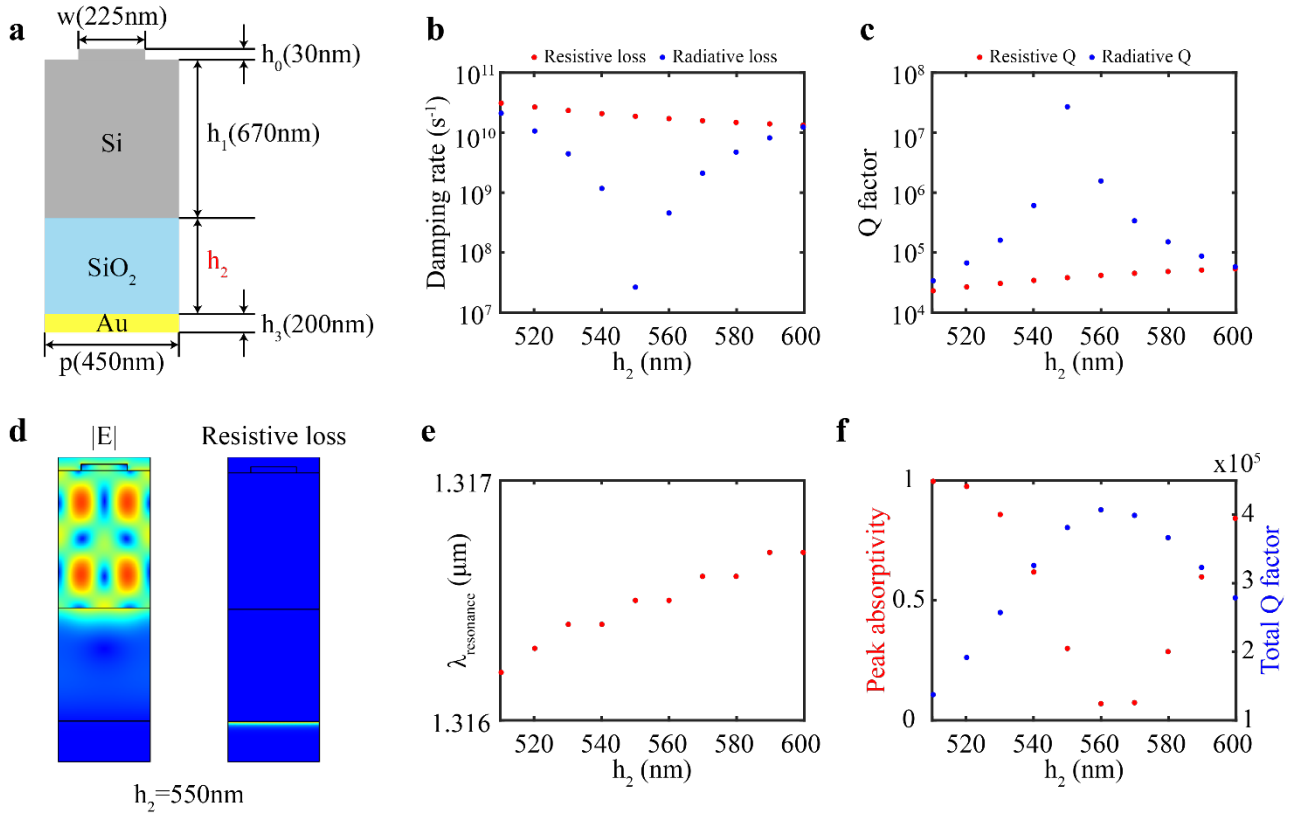 a
w(225nm)
h0(30nm)
Si
h1(670nm)
SiO2
h2
Au
h3(200nm)
p(450nm)
b
Resistive loss
Radiative loss
Damping rate (s-1)
10^11
10^10
10^9
10^8
10^7
520 540 560 580 600
h2 (nm)
c
Resistive Q
Radiative Q
Q factor
10^8
10^7
10^6
10^5
10^4
520 540 560 580 600
h2 (nm)
d
|E|
Resistive loss
h2=550nm
e
λresonance (μm)
1.317
1.316
520 540 560 580 600
h2 (nm)
f
x10^5
Peak absorptivity
1
0.5
0
Total Q factor
4
3
2
1
520 540 560 580 600
h2 (nm)